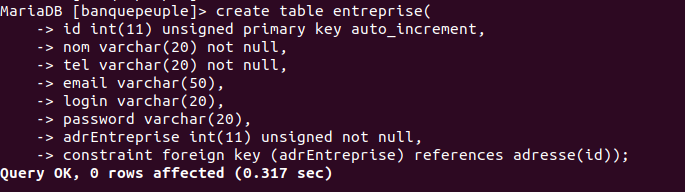 MariaDB [banquepeuple]> create table entreprise(
-> id int(11) unsigned primary key auto_increment,
-> nom varchar(20) not null,
-> tel varchar(20) not null,
-> email varchar(50),
-> login varchar(20),
-> password varchar(20),
-> adrEntreprise int(11) unsigned not null,
-> constraint foreign key (adrEntreprise) references adresse(id));
Query OK, 0 rows affected (0.317 sec)